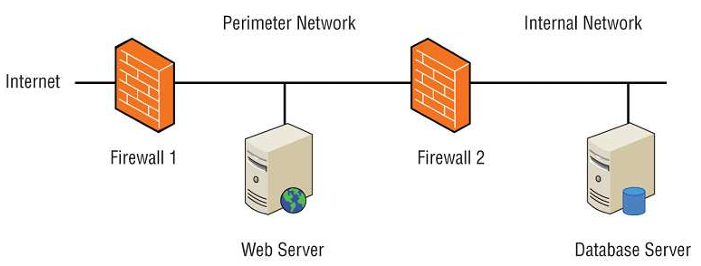 Perimeter Network
Internal Network
Internet
Firewall 1
Firewall 2
Web Server
Database Server